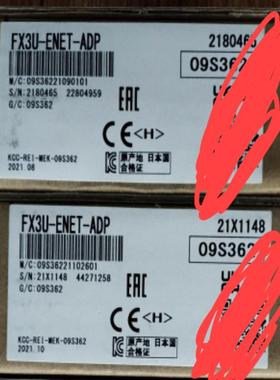 FX3U-ENET-ADP
2180465
09S362
M/C:09S36221090101
S/N:2180465 22804959
G/C:09S362
EAC
CE <H>
KCC-REI-MEK-09S362
2021.08
原产地 日本国
合格证
FX3U-ENET-ADP
21X1148
09S362
M/C:09S36221102601
S/N:21X1148 44271258
G/C:09S362
EAC
CE <H>
KCC-REI-MEK-09S362
2021.10
原产地 日本国
合格证